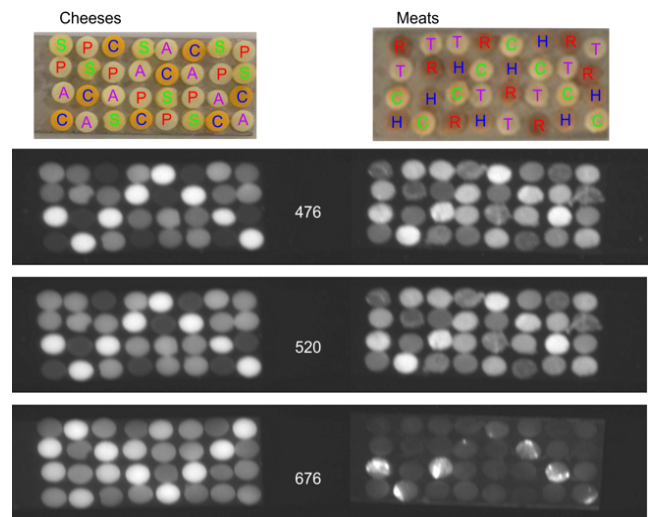 Cheeses
Meats
S P C S A C S P
P S P A C A P S
A C A P S P A C
C A S C P S C A
R T T R C H R T
T R H C H C T R
C H C T R T C H
H C R H T R H C
476
520
676